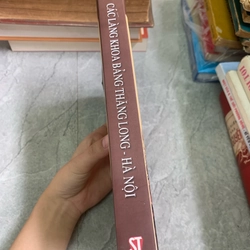 CÁC LÀNG KHOA BẢNG THĂNG LONG - HÀ NỘI